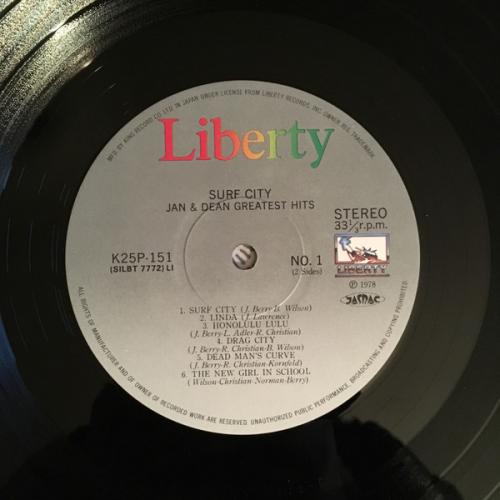 MFD BY KING RECORD CO. LTD. IN JAPAN UNDER LICENSE FROM LIBERTY RECORDS, INC. OWNER REG. TRADEMARK.
Liberty
SURF CITY
JAN & DEAN GREATEST HITS
STEREO
33⅓r.p.m.
K25P-151
(SILBT 7772) LI
NO. 1
(2 Sides)
LIBERTY
℗ 1978
JASRAC
1. SURF CITY (J. Berry-B. Wilson)
2. LINDA (J. Lawrence)
3. HONOLULU LULU
(J. Berry-L. Adler-R. Christian)
4. DRAG CITY
(J. Berry-R. Christian-B. Wilson)
5. DEAD MAN'S CURVE
(J. Berry-R. Christian-Kornfeld)
6. THE NEW GIRL IN SCHOOL
(Wilson-Christian-Norman-Berry)
ALL RIGHTS OF MANUFACTURER AND OF OWNER OF RECORDED WORK ARE RESERVED. UNAUTHORIZED PUBLIC PERFORMANCE, BROADCASTING AND COPYING PROHIBITED.